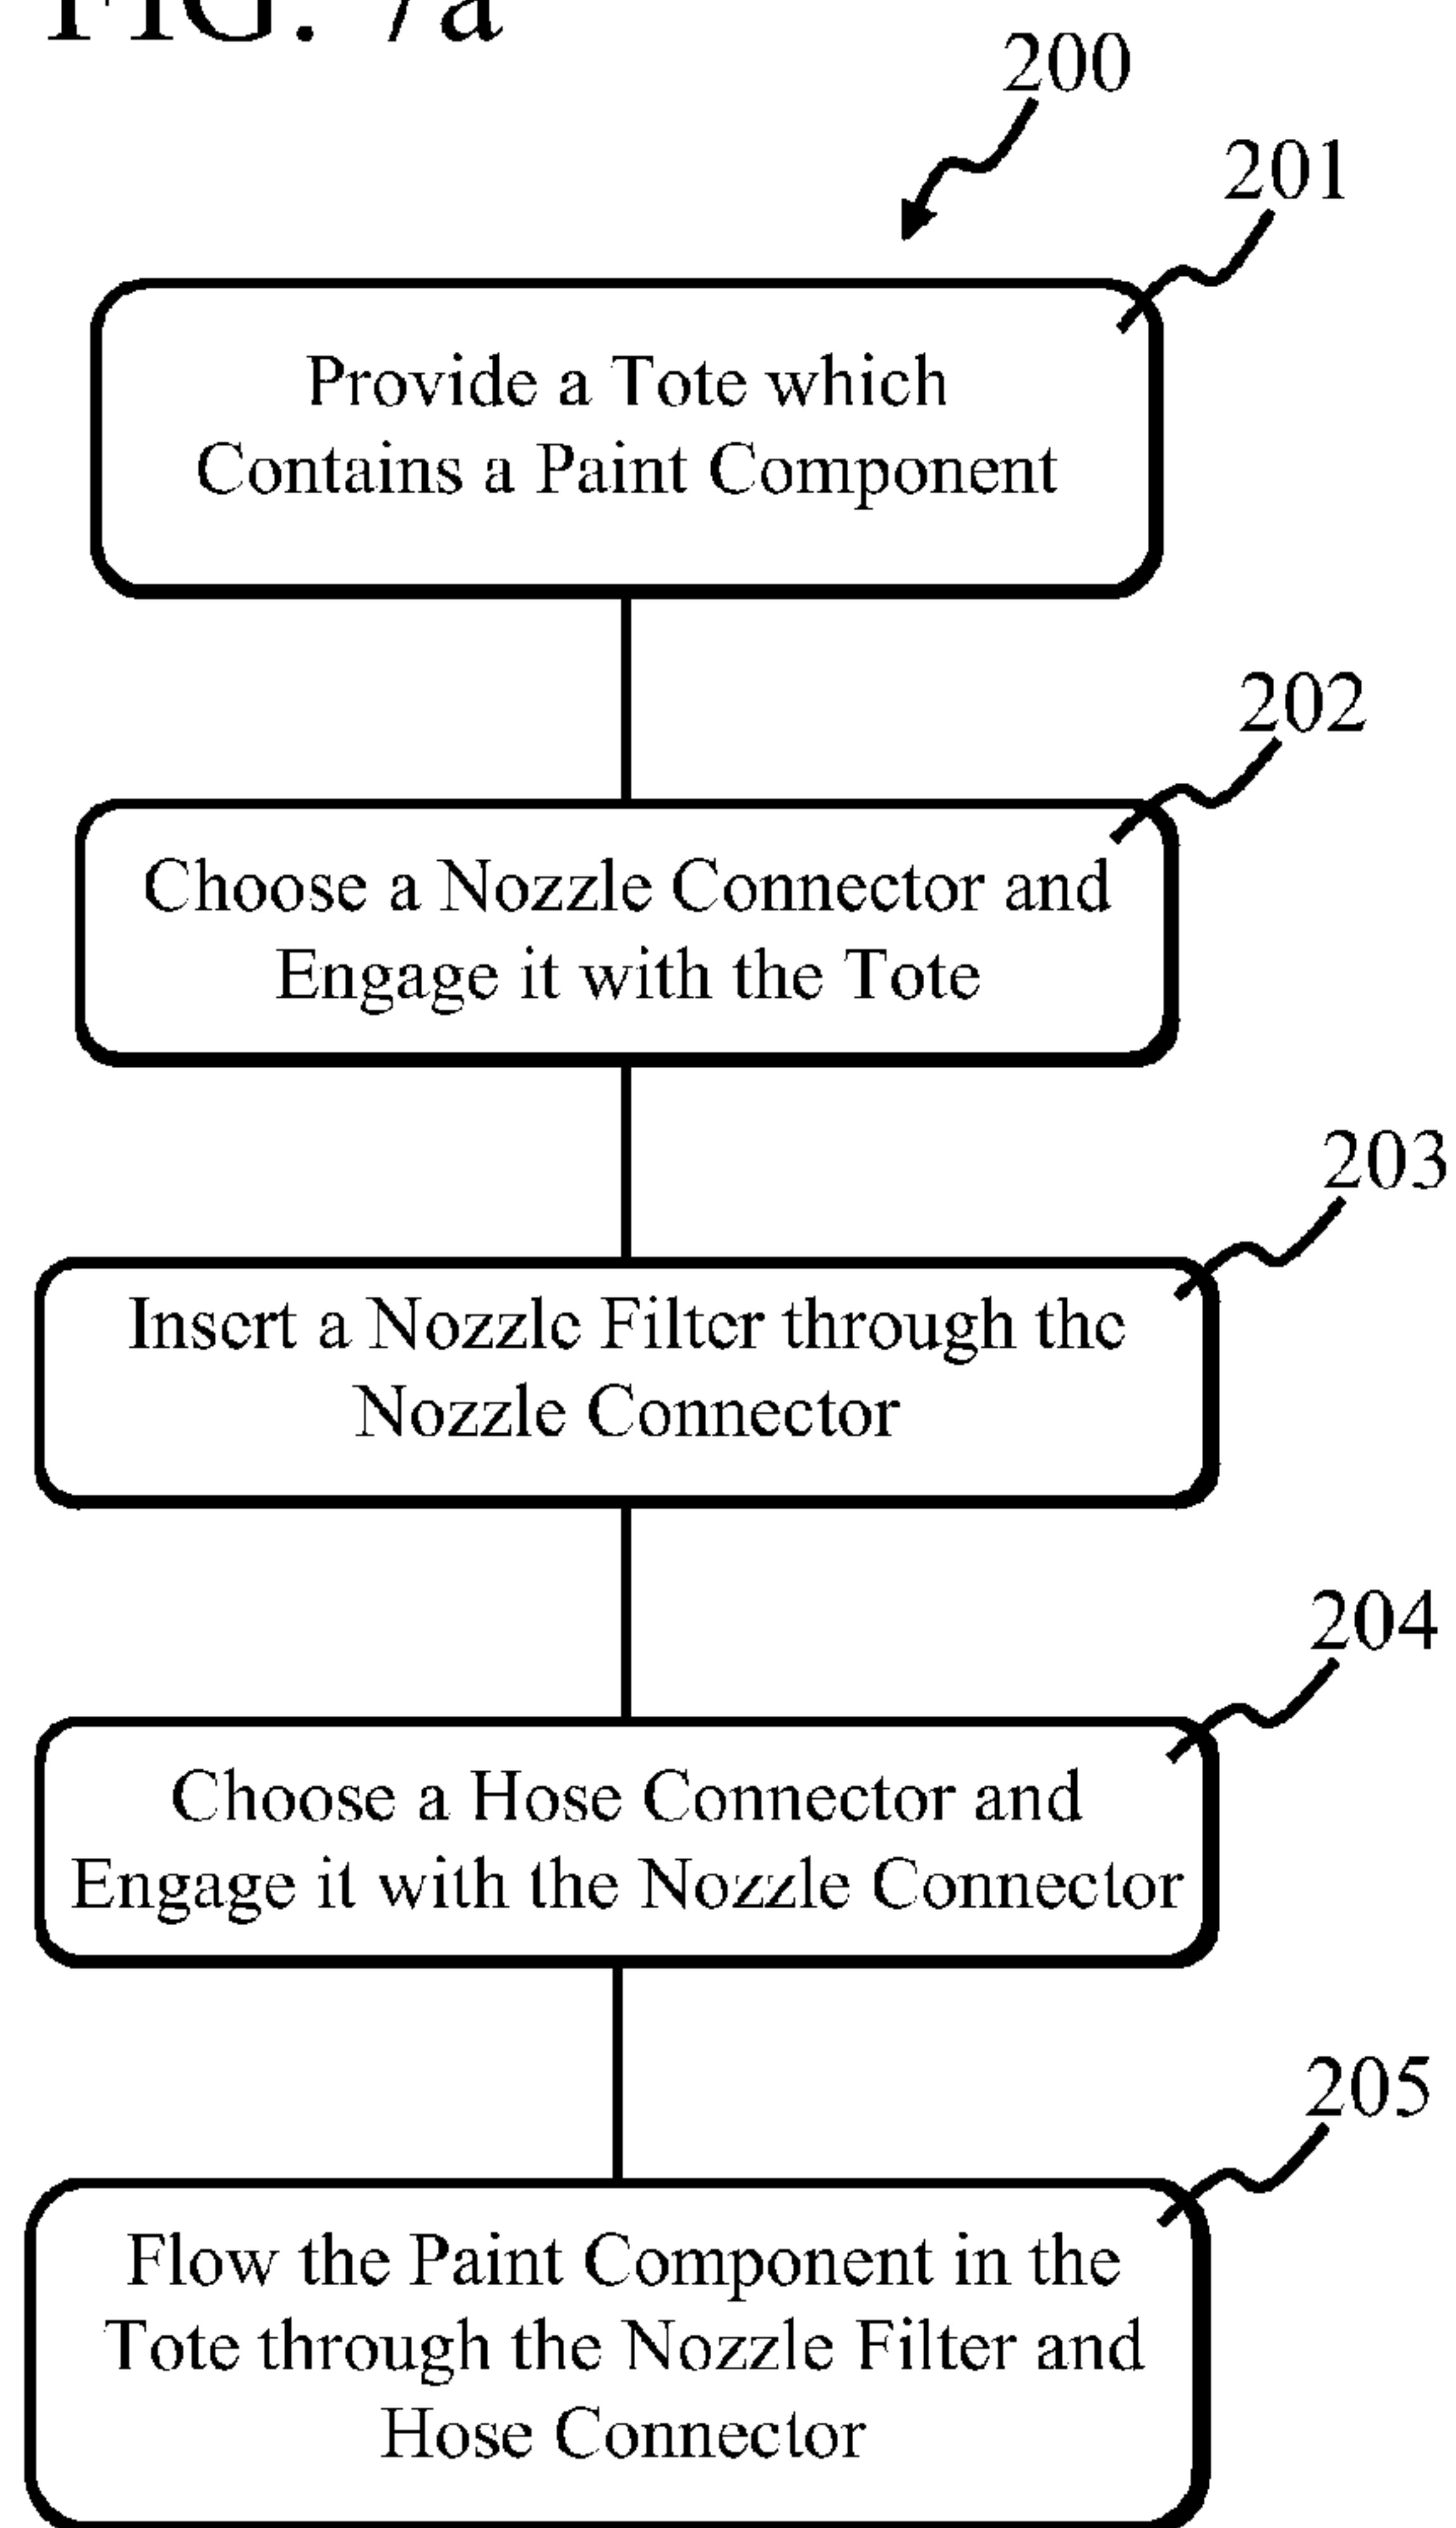 FIG. 7a
200
201
Provide a Tote which
Contains a Paint Component
202
Choose a Nozzle Connector and
Engage it with the Tote
203
Insert a Nozzle Filter through the
Nozzle Connector
204
Choose a Hose Connector and
Engage it with the Nozzle Connector
205
Flow the Paint Component in the
Tote through the Nozzle Filter and
Hose Connector